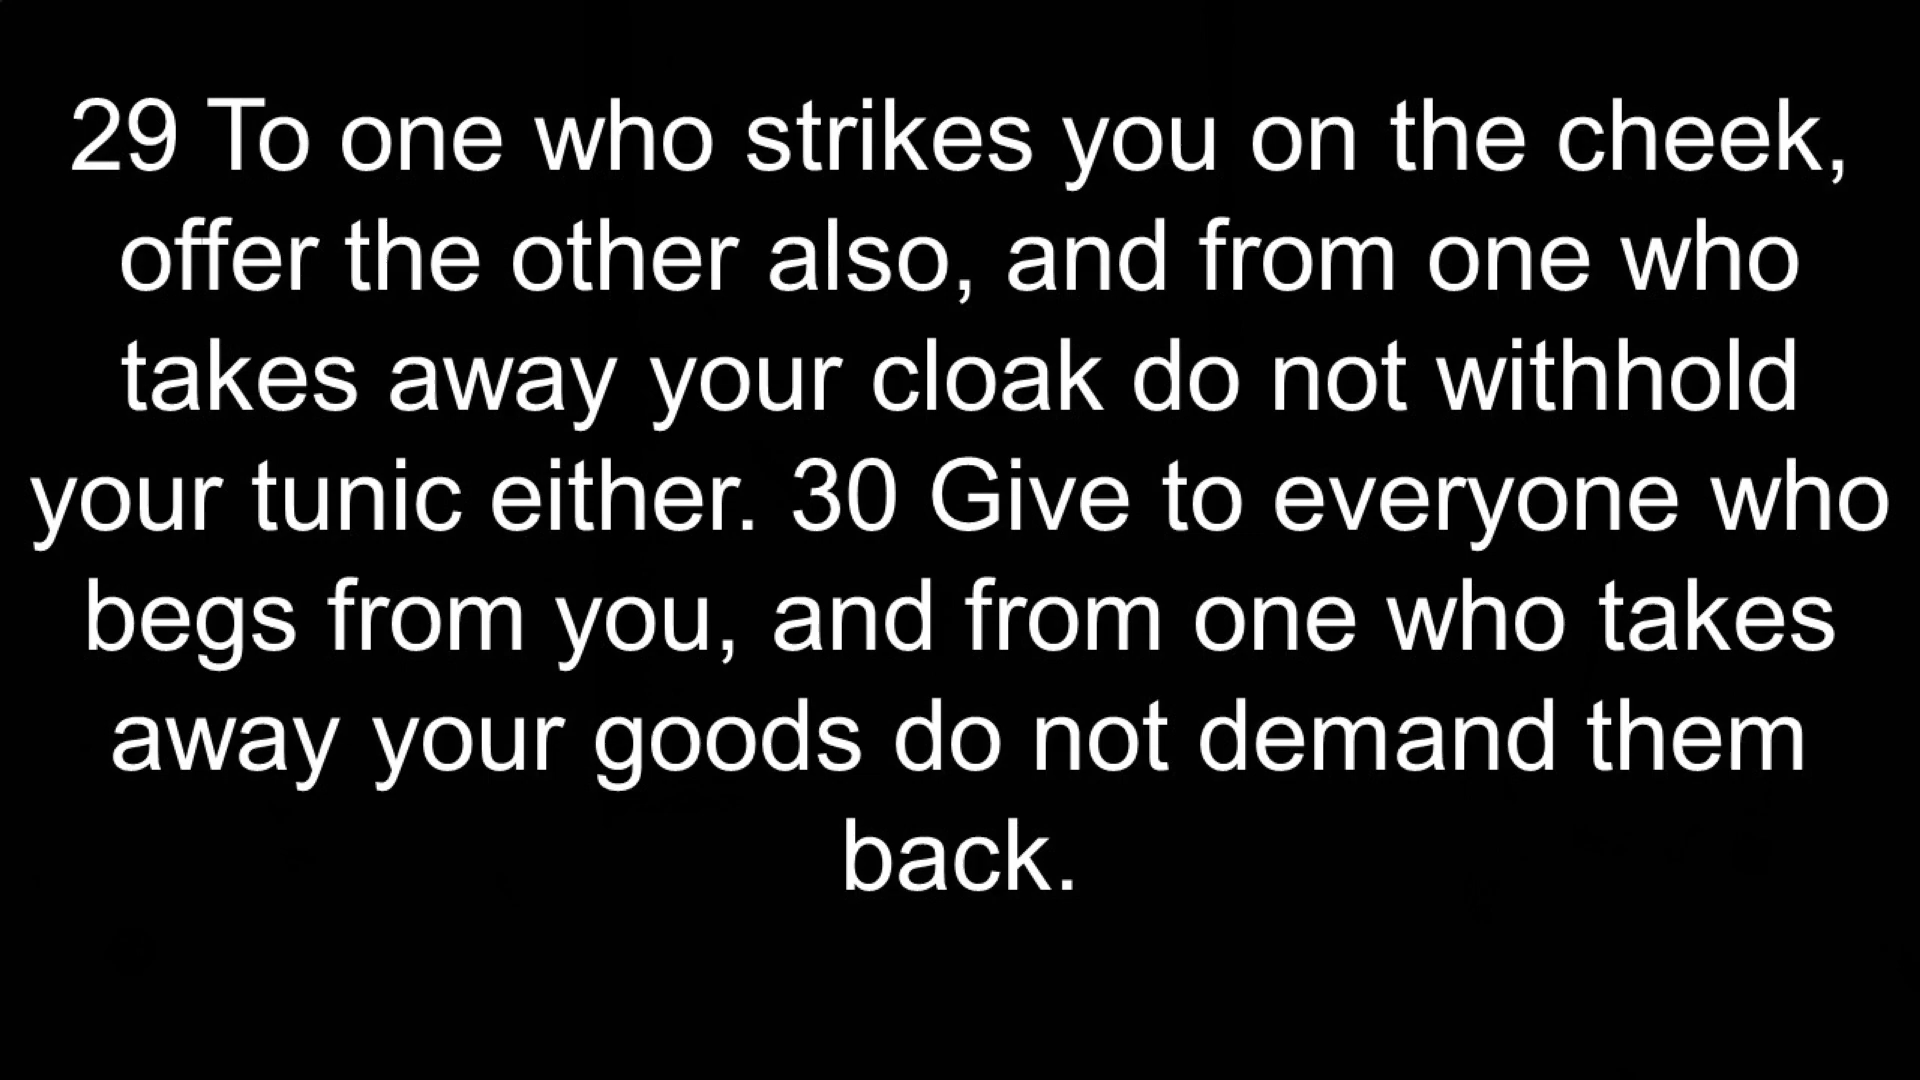 29 To one who strikes you on the cheek,
offer the other also, and from one who
takes away your cloak do not withhold
your tunic either. 30 Give to everyone who
begs from you, and from one who takes
away your goods do not demand them
back.